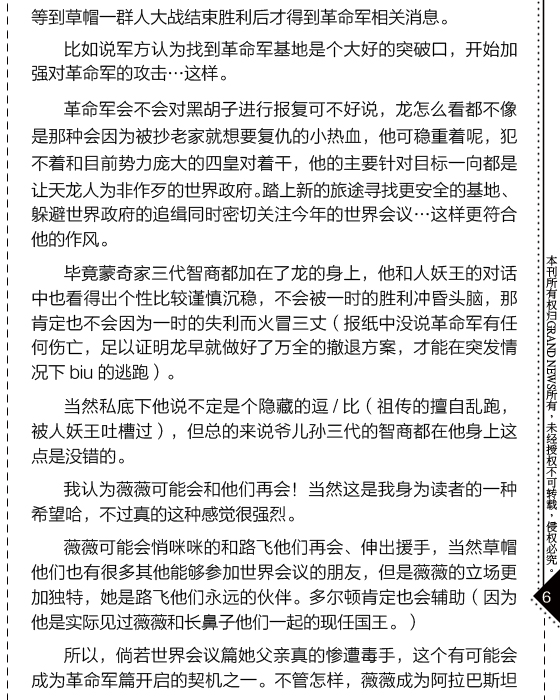 等到草帽一群人大战结束胜利后才得到革命军相关消息。
比如说军方认为找到革命军基地是个大好的突破口，开始加
强对革命军的攻击…这样。
革命军会不会对黑胡子进行报复可不好说，龙怎么看都不像
是那种会因为被抄老家就想要复仇的小热血，他可稳重着呢，犯
不着和目前势力庞大的四皇对着干，他的主要针对目标一向都是
让天龙人为非作歹的世界政府。踏上新的旅途寻找更安全的基地、
躲避世界政府的追缉同时密切关注今年的世界会议…这样更符合
他的作风。
毕竟蒙奇家三代智商都加在了龙的身上，他和人妖王的对话
中也看得出个性比较谨慎沉稳，不会被一时的胜利冲昏头脑，那
肯定也不会因为一时的失利而火冒三丈（报纸中没说革命军有任
何伤亡，足以证明龙早就做好了万全的撤退方案，才能在突发情
况下 biu 的逃跑）。
当然私底下他说不定是个隐藏的逗 / 比（祖传的擅自乱跑，
被人妖王吐槽过），但总的来说爷儿孙三代的智商都在他身上这
点是没错的。
我认为薇薇可能会和他们再会！当然这是我身为读者的一种
希望哈，不过真的这种感觉很强烈。
薇薇可能会悄咪咪的和路飞他们再会、伸出援手，当然草帽
他们也有很多其他能够参加世界会议的朋友，但是薇薇的立场更
加独特，她是路飞他们永远的伙伴。多尔顿肯定也会辅助（因为
他是实际见过薇薇和长鼻子他们一起的现任国王。）
所以，倘若世界会议篇她父亲真的惨遭毒手，这个有可能会
成为革命军篇开启的契机之一。不管怎样，薇薇成为阿拉巴斯坦
本刊所有权归GRAND NEWS所有，未经授权不可转载，侵权必究。
6